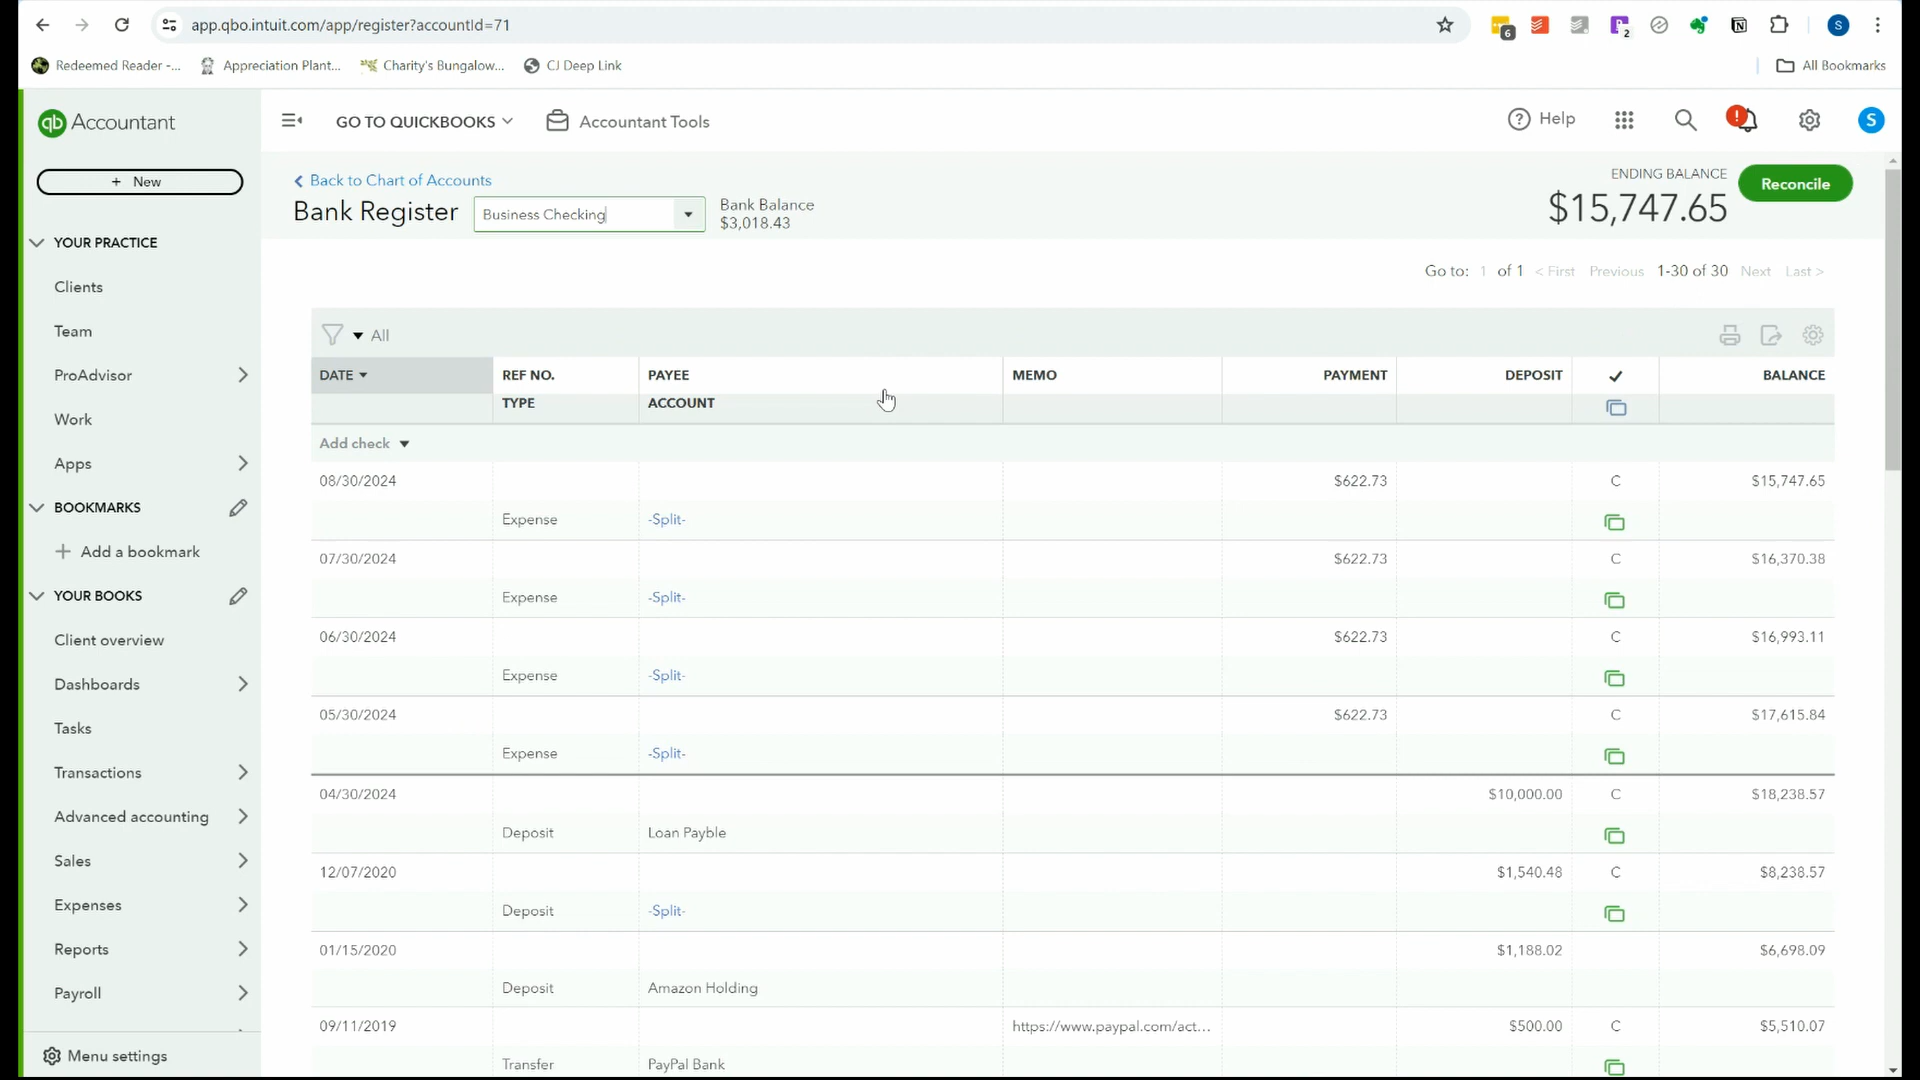 app.qbo.intuit.com/app/register?accountId=71
6
2
S
Redeemed Reader -...
Appreciation Plant...
Charity's Bungalow...
CJ Deep Link
All Bookmarks
qb Accountant
GO TO QUICKBOOKS
Accountant Tools
Help
S
+ New
YOUR PRACTICE
Clients
Team
ProAdvisor
Work
Apps
BOOKMARKS
+ Add a bookmark
YOUR BOOKS
Client overview
Dashboards
Tasks
Transactions
Advanced accounting
Sales
Expenses
Reports
Payroll
Menu settings
Back to Chart of Accounts
Bank Register
Business Checking
Bank Balance
$3,018.43
ENDING BALANCE
$15,747.65
Reconcile
Go to: 1 of 1 < First Previous 1-30 of 30 Next Last >
All
DATE REF NO. PAYEE MEMO PAYMENT DEPOSIT ✓ BALANCE
TYPE ACCOUNT
Add check
08/30/2024 $622.73 C $15,747.65
Expense -Split-
07/30/2024 $622.73 C $16,370.38
Expense -Split-
06/30/2024 $622.73 C $16,993.11
Expense -Split-
05/30/2024 $622.73 C $17,615.84
Expense -Split-
04/30/2024 $10,000.00 C $18,238.57
Deposit Loan Payble
12/07/2020 $1,540.48 C $8,238.57
Deposit -Split-
01/15/2020 $1,188.02 $6,698.09
Deposit Amazon Holding
09/11/2019 https://www.paypal.com/act... $500.00 C $5,510.07
Transfer PayPal Bank